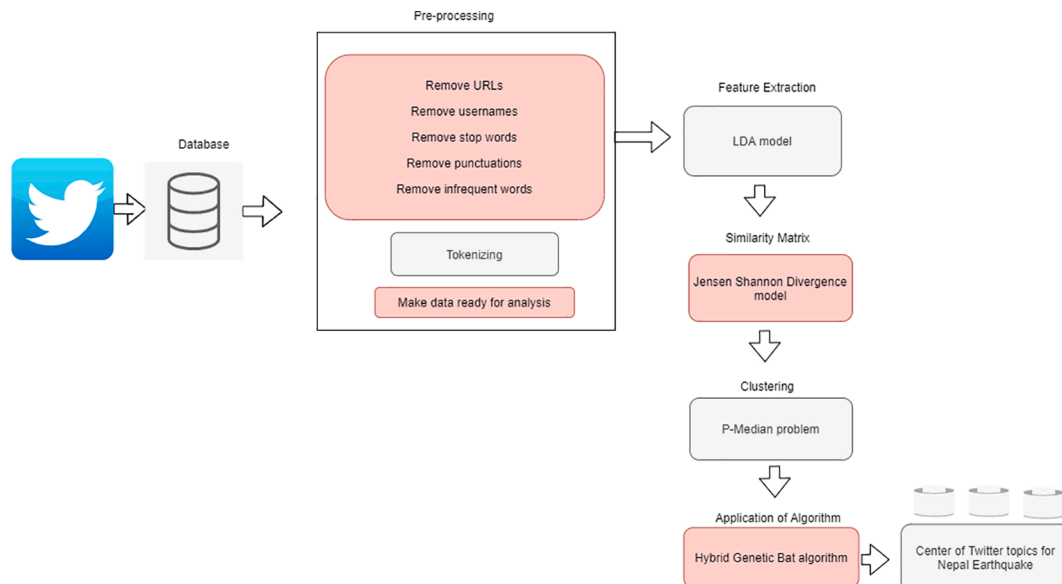 Pre-processing
Remove URLs
Remove usernames
Remove stop words
Remove punctuations
Remove infrequent words
Tokenizing
Make data ready for analysis
Database
Feature Extraction
LDA model
Similarity Matrix
Jensen Shannon Divergence
model
Clustering
P-Median problem
Application of Algorithm
Hybrid Genetic Bat algorithm
Center of Twitter topics for
Nepal Earthquake